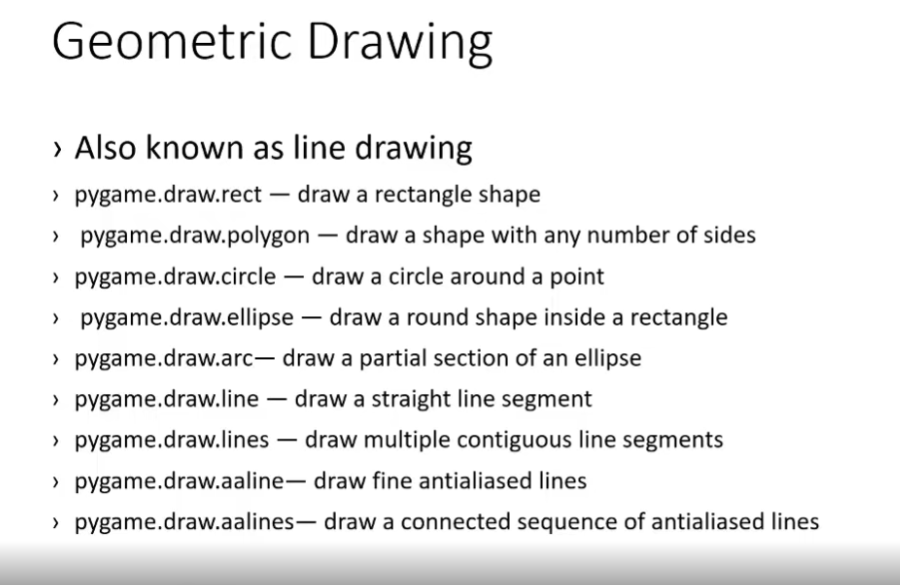 Geometric Drawing
› Also known as line drawing
› pygame.draw.rect — draw a rectangle shape
› pygame.draw.polygon — draw a shape with any number of sides
› pygame.draw.circle — draw a circle around a point
› pygame.draw.ellipse — draw a round shape inside a rectangle
› pygame.draw.arc— draw a partial section of an ellipse
› pygame.draw.line — draw a straight line segment
› pygame.draw.lines — draw multiple contiguous line segments
› pygame.draw.aaline— draw fine antialiased lines
› pygame.draw.aalines— draw a connected sequence of antialiased lines